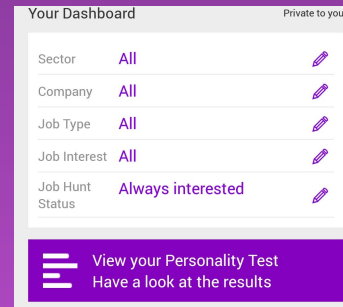 Your Dashboard Private to you
Sector All
Company All
Job Type All
Job Interest All
Job Hunt Status Always interested
View your Personality Test
Have a look at the results